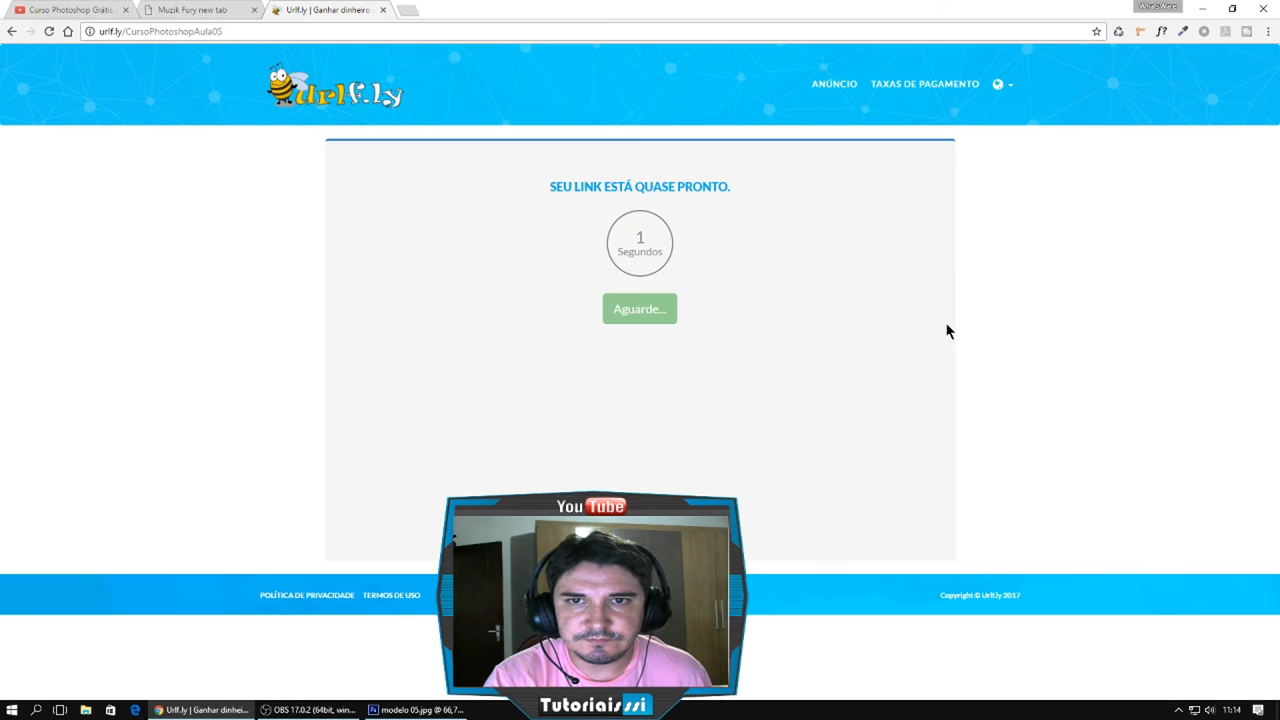 Curso Photoshop Grátis
Muzik Fury new tab
Urlf.ly | Ganhar dinheiro
WhatsWare
urlf.ly/CursoPhotoshopAula05
f?
urlf.ly
ANÚNCIO
TAXAS DE PAGAMENTO
SEU LINK ESTÁ QUASE PRONTO.
1
Segundos
Aguarde...
YouTube
POLÍTICA DE PRIVACIDADE
TERMOS DE USO
Copyright © Urlf.ly 2017
Tutoriaisssi
Urlf.ly | Ganhar dinhei...
OBS 17.0.2 (64bit, win...
modelo 05.jpg @ 66,7...
11:14